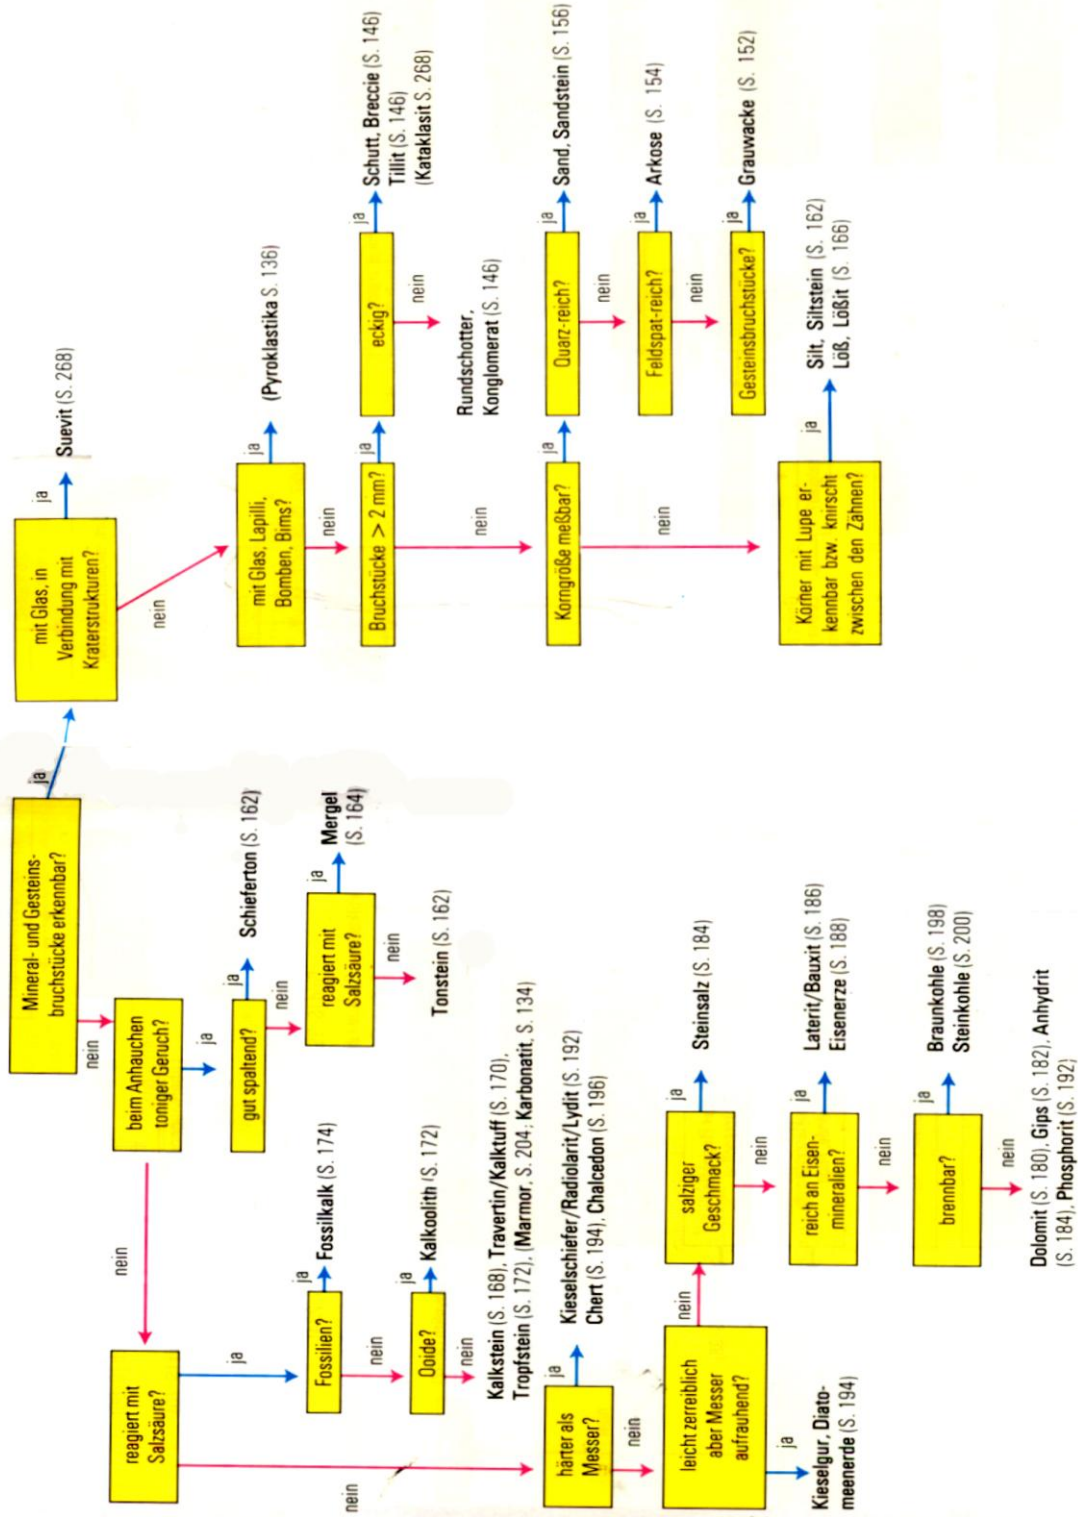 Mineral- und Gesteins-
bruchstücke erkennbar?
ja
nein
mit Glas, in
Verbindung mit
Kraterstrukturen?
ja
Suevit (S. 268)
nein
mit Glas, Lapilli,
Bomben, Bims?
ja
(Pyroklastika S. 136)
nein
Bruchstücke > 2 mm?
ja
eckig?
ja
Schutt, Breccie (S. 146)
Tillit (S. 146)
(Kataklasit S. 268)
nein
Rundschotter,
Konglomerat (S. 146)
nein
Korngröße meßbar?
ja
Quarz-reich?
ja
Sand, Sandstein (S. 156)
nein
Feldspat-reich?
ja
Arkose (S. 154)
nein
Gesteinsbruchstücke?
ja
Grauwacke (S. 152)
nein
Körner mit Lupe er-
kennbar bzw. knirscht
zwischen den Zähnen?
ja
Silt, Siltstein (S. 162)
Löß, Lößit (S. 166)
beim Anhauchen
toniger Geruch?
ja
gut spaltend?
ja
Schieferton (S. 162)
nein
reagiert mit
Salzsäure?
ja
Mergel
(S. 164)
nein
Tonstein (S. 162)
nein
reagiert mit
Salzsäure?
ja
Fossilien?
ja
Fossilkalk (S. 174)
nein
Ooide?
ja
Kalkoolith (S. 172)
nein
Kalkstein (S. 168), Travertin/Kalktuff (S. 170),
Tropfstein (S. 172), (Marmor, S. 204; Karbonatit, S. 134)
nein
härter als
Messer?
ja
Kieselschiefer/Radiolarit/Lydit (S. 192)
Chert (S. 194), Chalcedon (S. 196)
nein
leicht zerreiblich
aber Messer
aufrauhend?
ja
Kieselgur, Diato-
meenerde (S. 194)
nein
salziger
Geschmack?
ja
Steinsalz (S. 184)
nein
reich an Eisen-
mineralien?
ja
Laterit/Bauxit (S. 186)
Eisenerze (S. 188)
nein
brennbar?
ja
Braunkohle (S. 198)
Steinkohle (S. 200)
nein
Dolomit (S. 180), Gips (S. 182), Anhydrit
(S. 184), Phosphorit (S. 192)